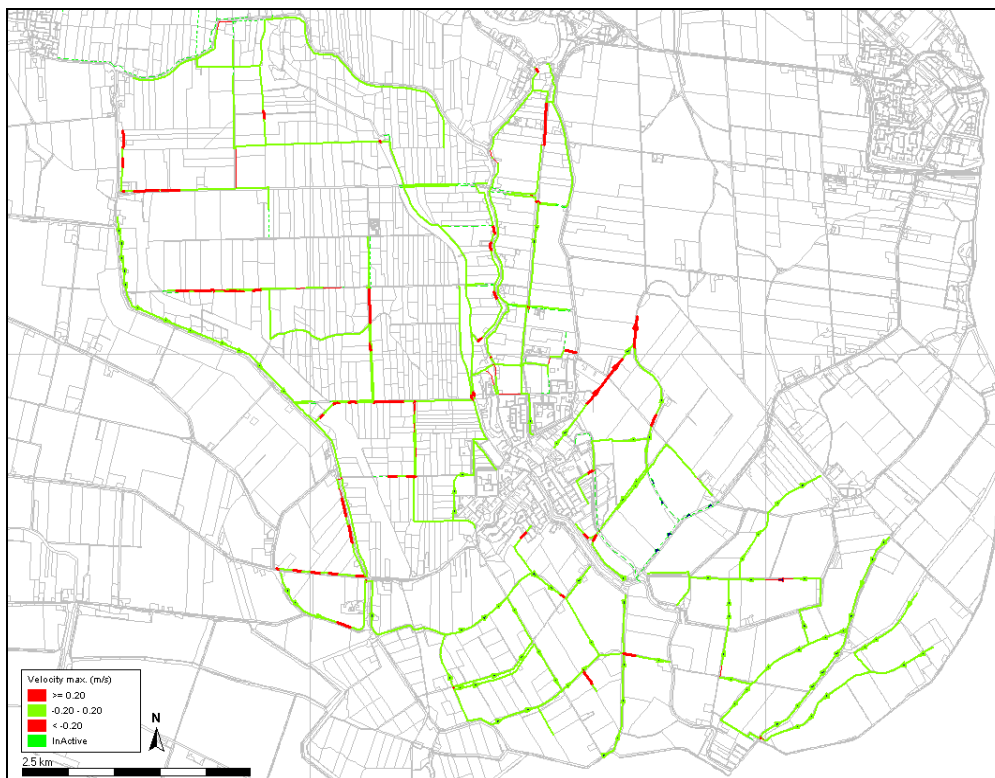 Velocity max. (m/s)
>= 0.20
-0.20 - 0.20
< -0.20
InActive
N
2.5 km